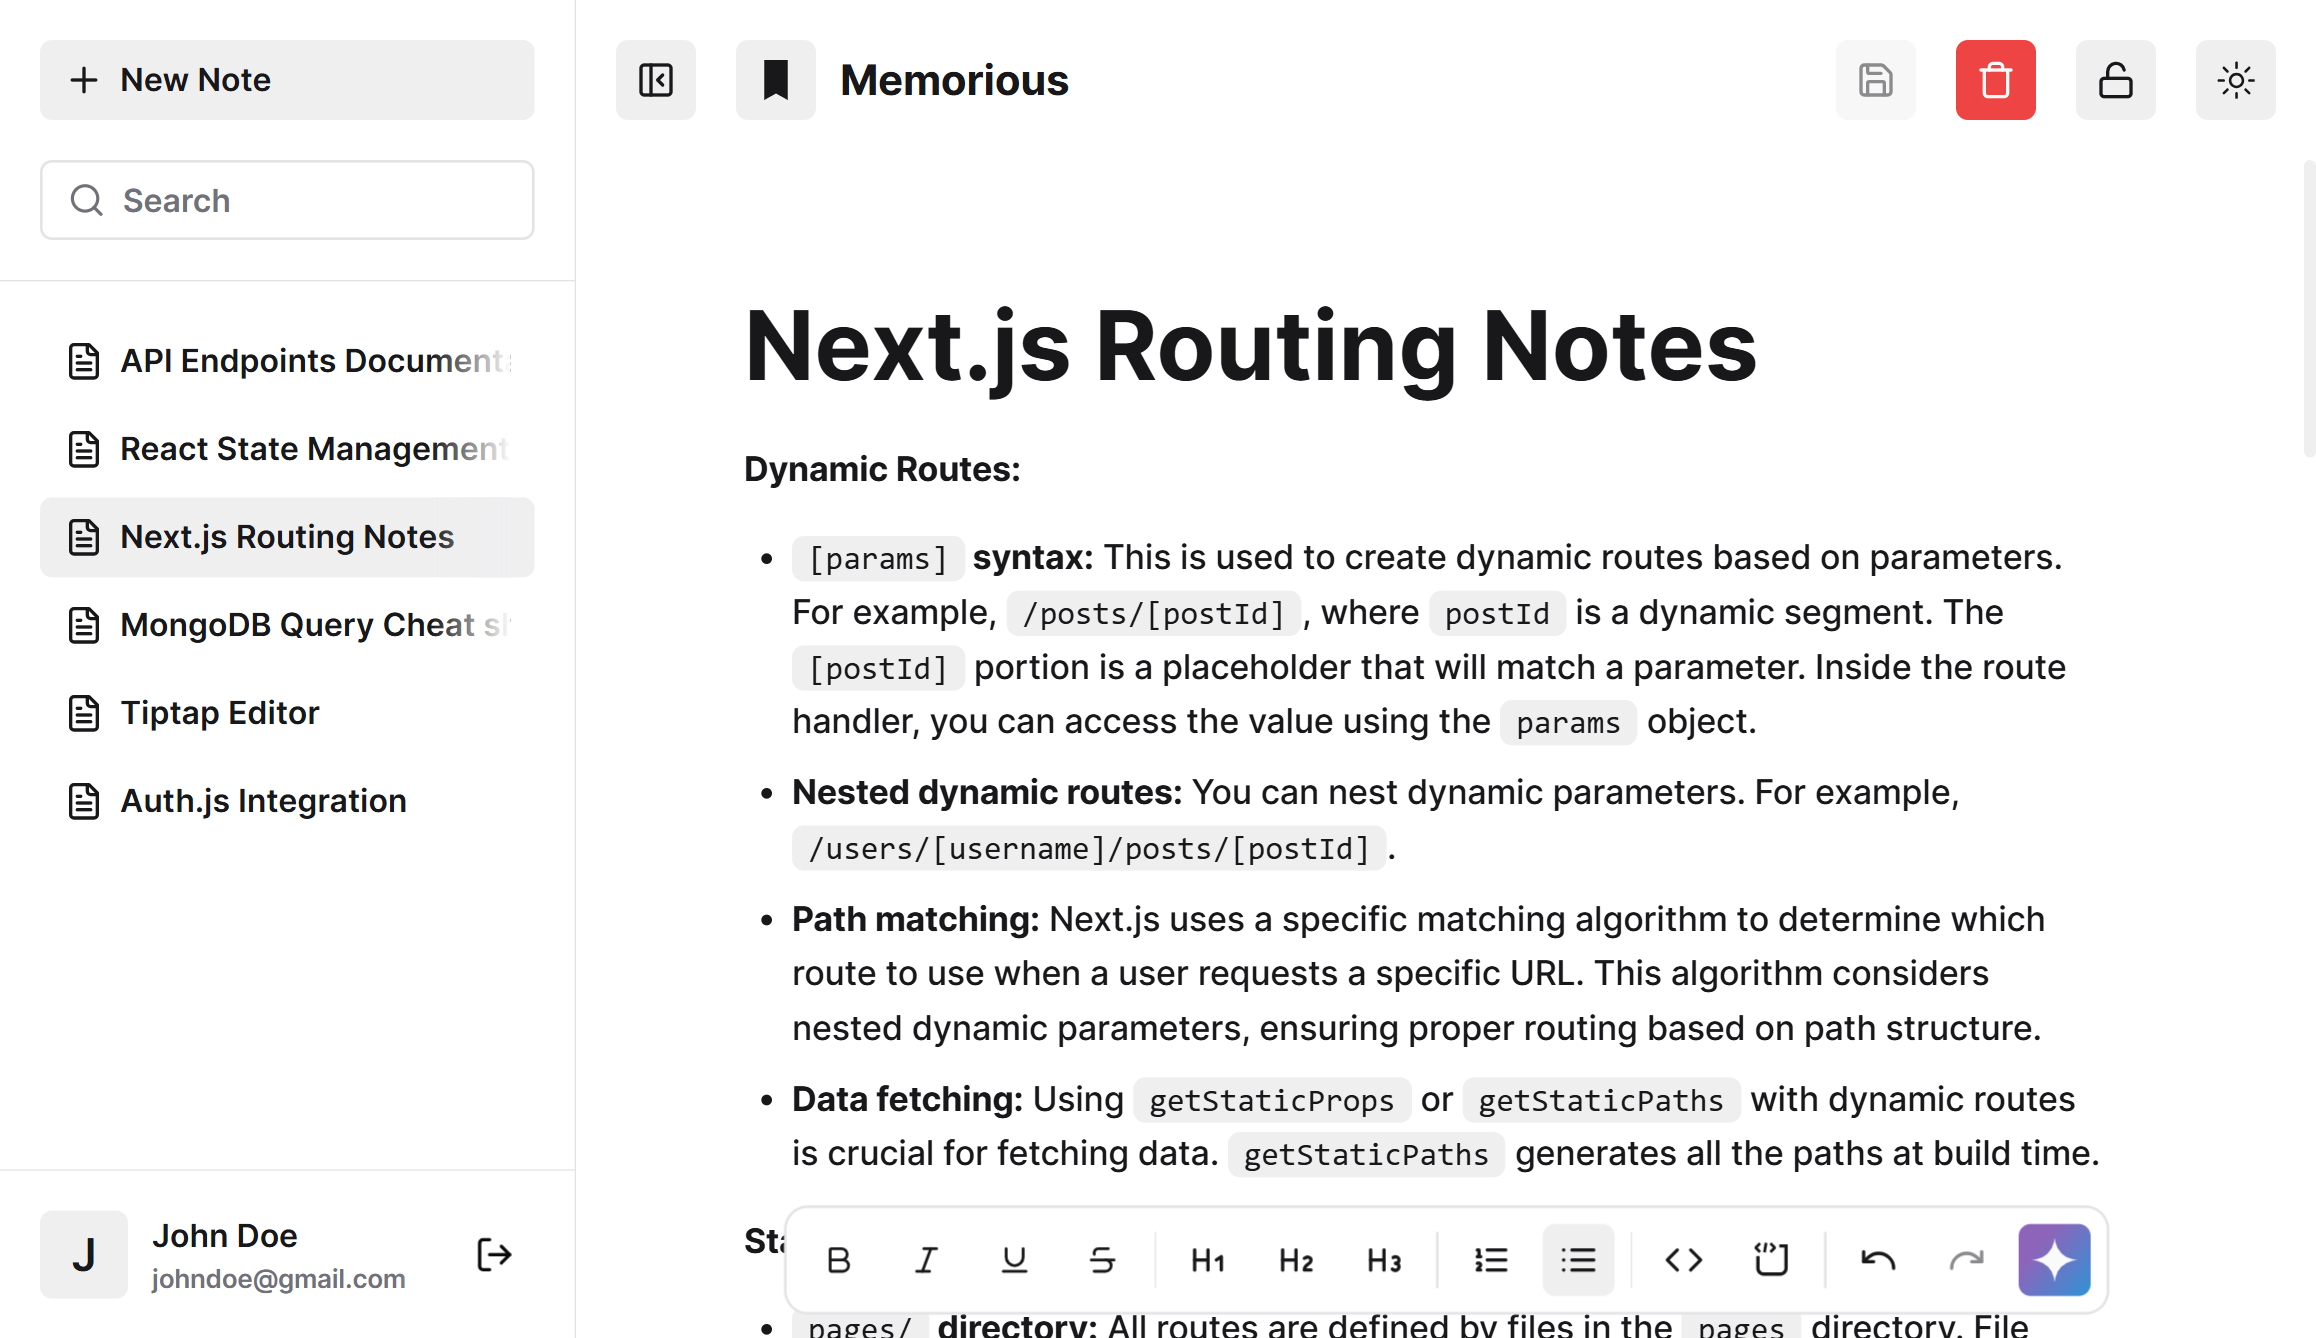 New Note
Search
API Endpoints Document
React State Management
Next.js Routing Notes
MongoDB Query Cheat
Tiptap Editor
Auth.js Integration
J
John Doe
johndoe@gmail.com
Memorious
Next.js Routing Notes
Dynamic Routes:
• [params] syntax: This is used to create dynamic routes based on parameters.
For example, /posts/[postId] , where postId is a dynamic segment. The
[postId] portion is a placeholder that will match a parameter. Inside the route
handler, you can access the value using the params object.
• Nested dynamic routes: You can nest dynamic parameters. For example,
/users/[username]/posts/[postId] .
• Path matching: Next.js uses a specific matching algorithm to determine which
route to use when a user requests a specific URL. This algorithm considers
nested dynamic parameters, ensuring proper routing based on path structure.
• Data fetching: Using getStaticProps or getStaticPaths with dynamic routes
is crucial for fetching data. getStaticPaths generates all the paths at build time.
B I U S H1 H2 H3
• pages/ directory: All routes are defined by files in the pages directory. File